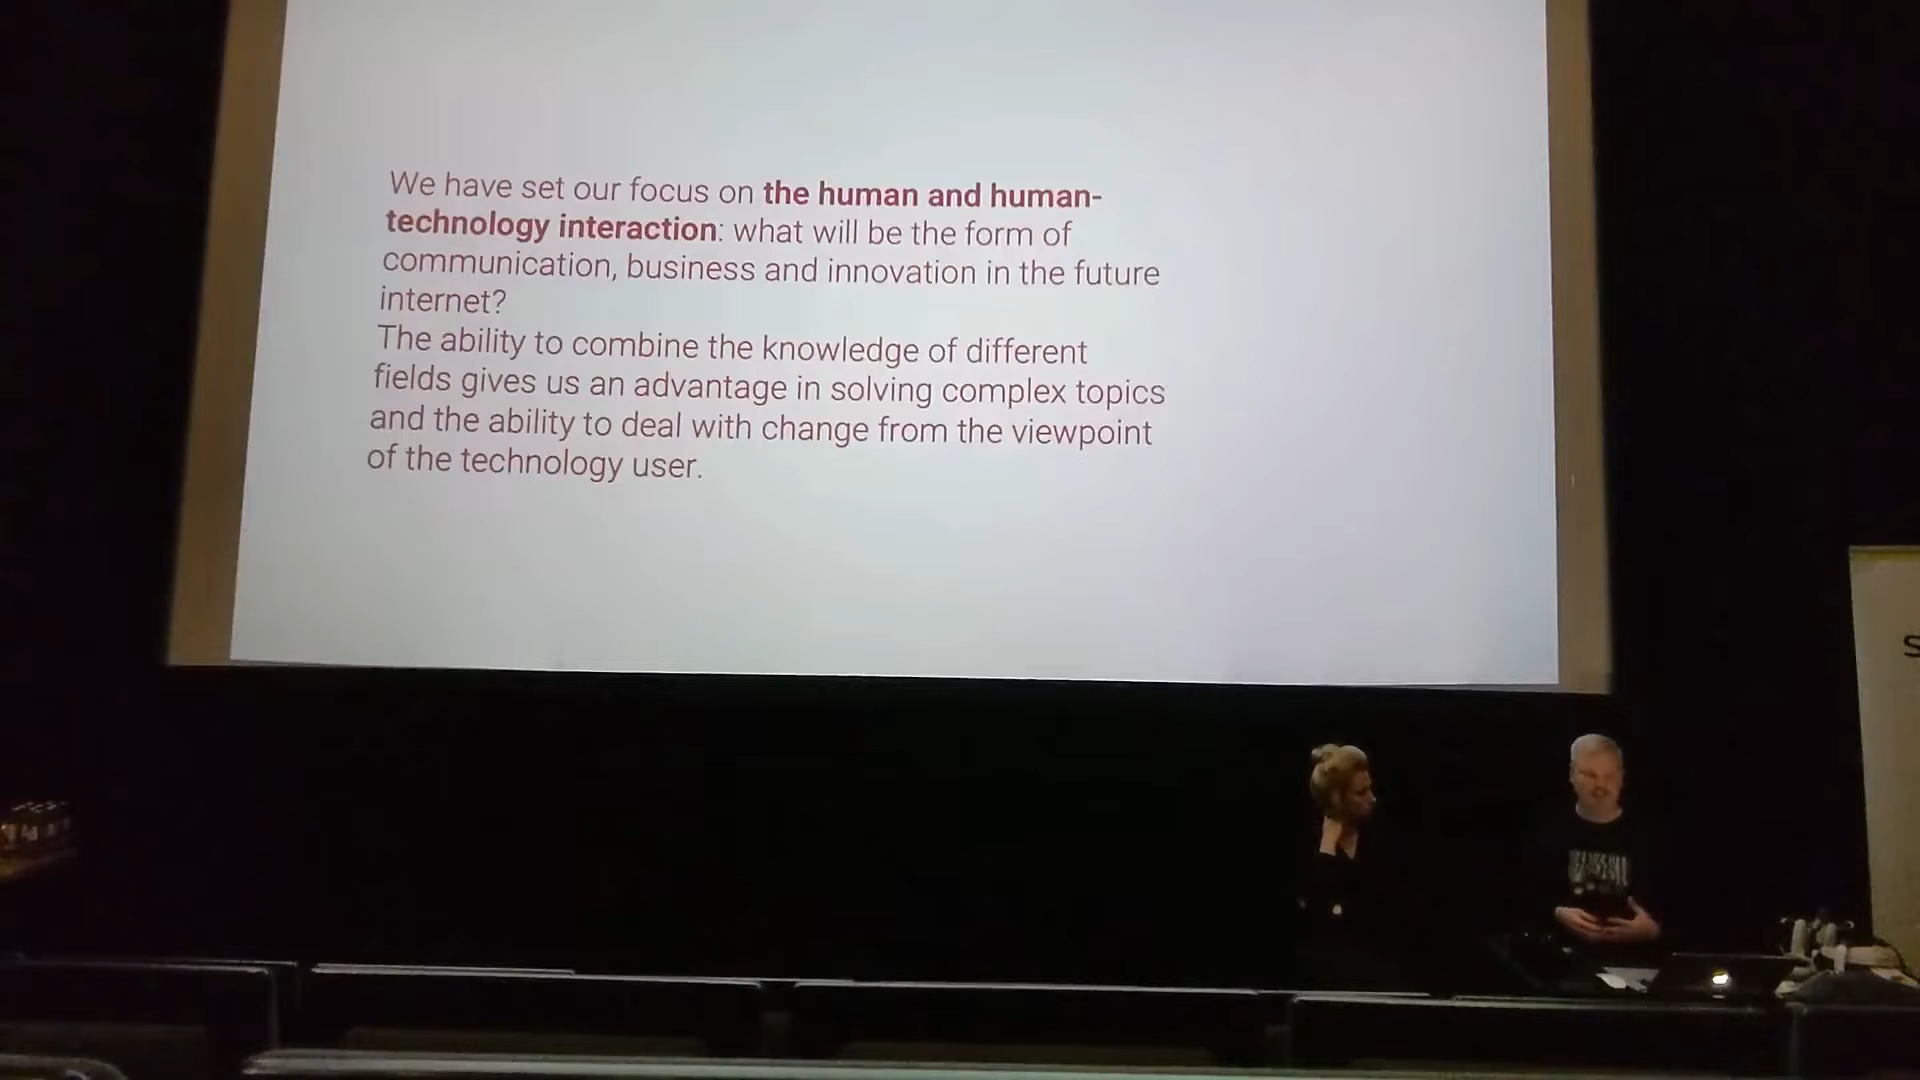 We have set our focus on the human and human-
technology interaction: what will be the form of
communication, business and innovation in the future
internet?
The ability to combine the knowledge of different
fields gives us an advantage in solving complex topics
and the ability to deal with change from the viewpoint
of the technology user.
S